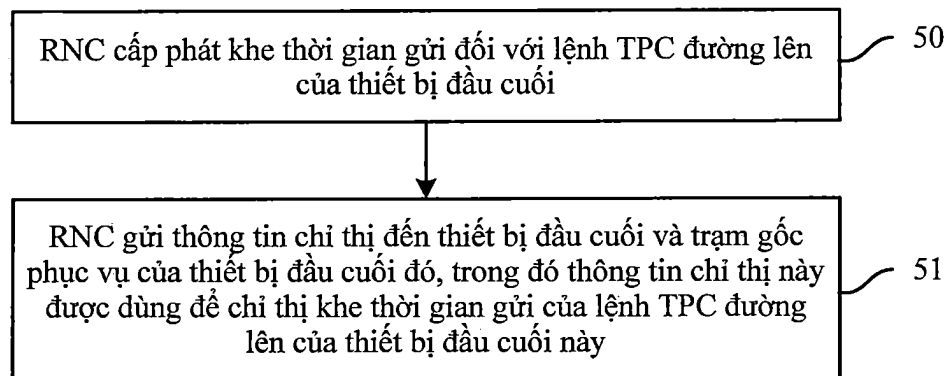 RNC cấp phát khe thời gian gửi đối với lệnh TPC đường lên
của thiết bị đầu cuối
50
RNC gửi thông tin chỉ thị đến thiết bị đầu cuối và trạm gốc
phục vụ của thiết bị đầu cuối đó, trong đó thông tin chỉ thị này
được dùng để chỉ thị khe thời gian gửi của lệnh TPC đường
lên của thiết bị đầu cuối này
51